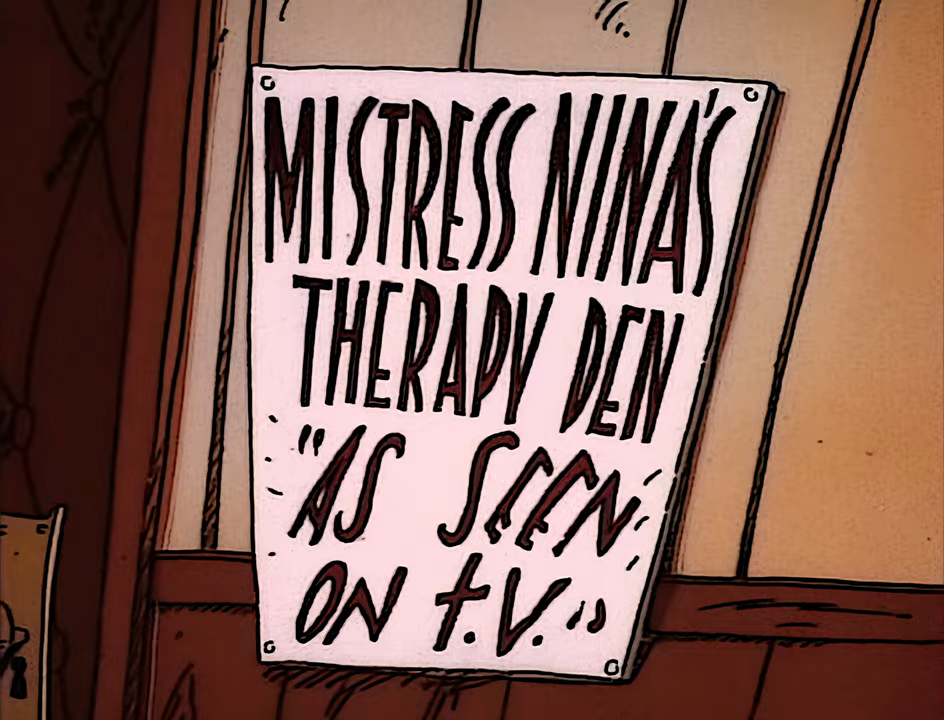 MISTRESS NINA'S
THERAPY DEN
"AS SEEN
ON T.V."